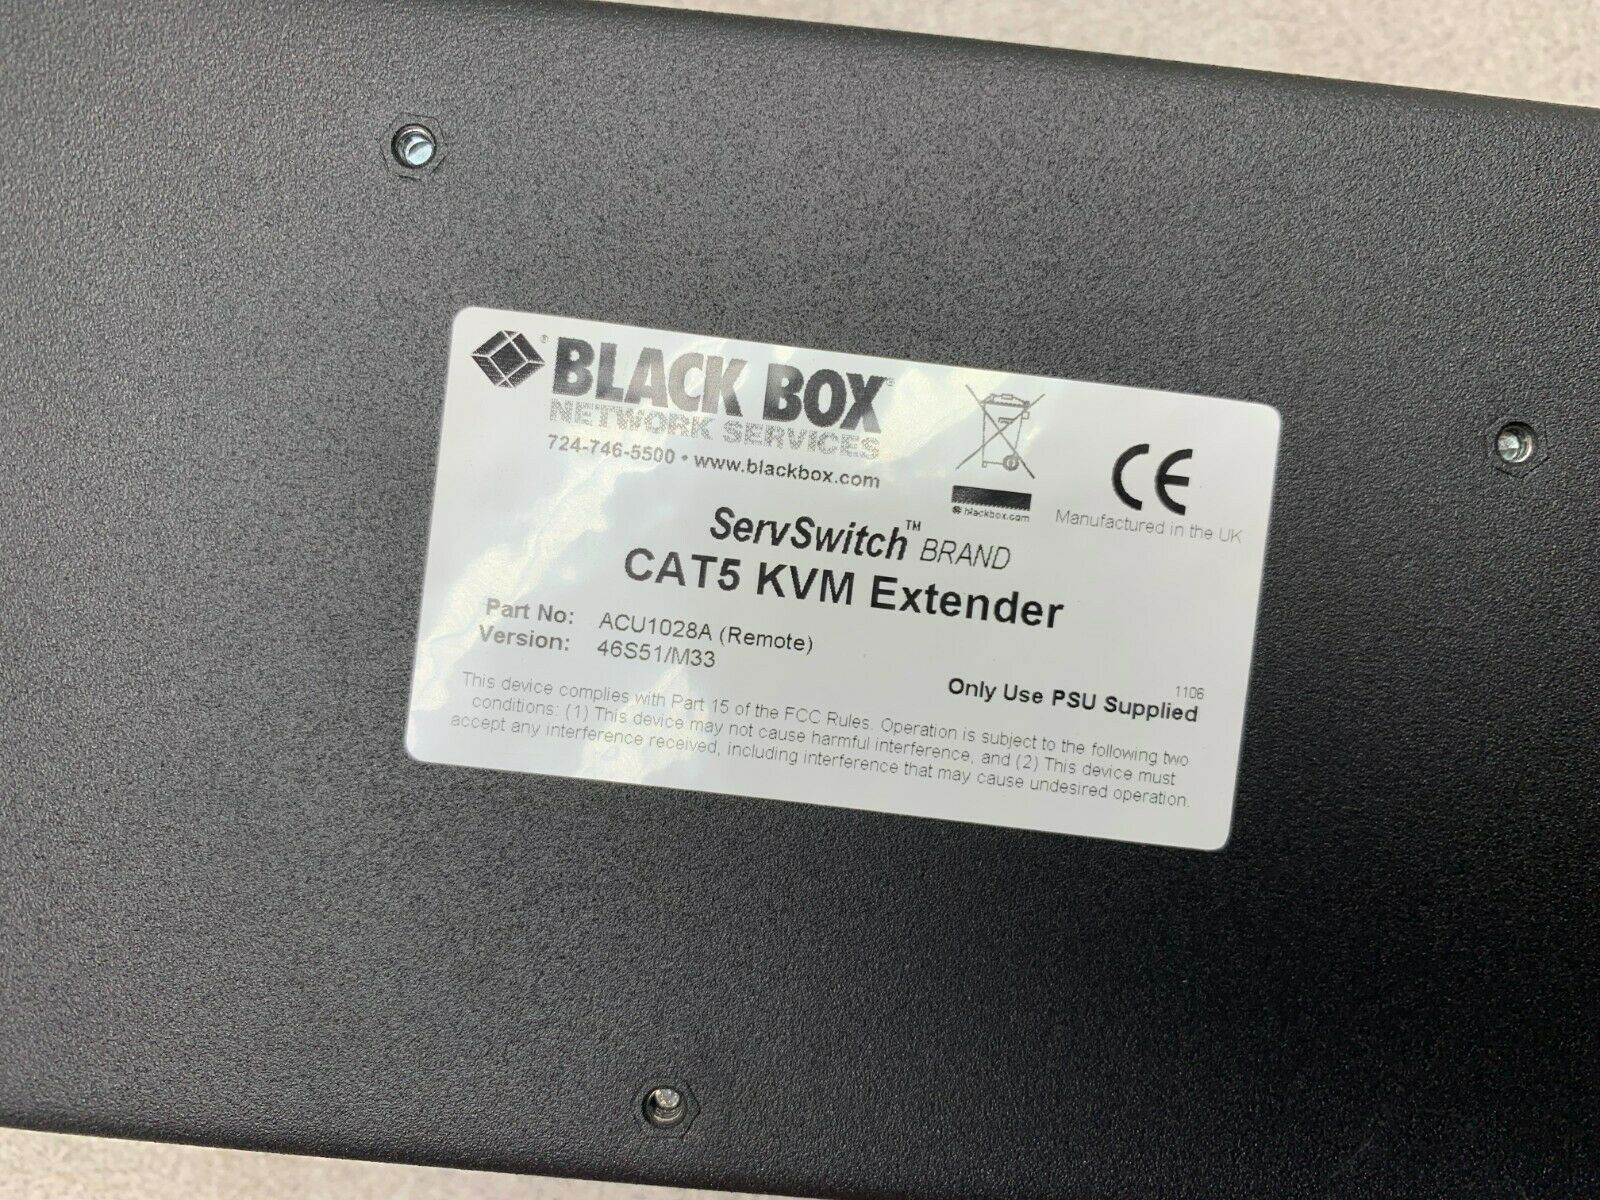 BLACK BOX®
NETWORK SERVICES
724-746-5500 • www.blackbox.com
blackbox.com
CE
Manufactured in the UK
ServSwitch™ BRAND
CAT5 KVM Extender
Part No: ACU1028A (Remote)
Version: 46S51/M33
1106
Only Use PSU Supplied
This device complies with Part 15 of the FCC Rules. Operation is subject to the following two
conditions: (1) This device may not cause harmful interference, and (2) This device must
accept any interference received, including interference that may cause undesired operation.